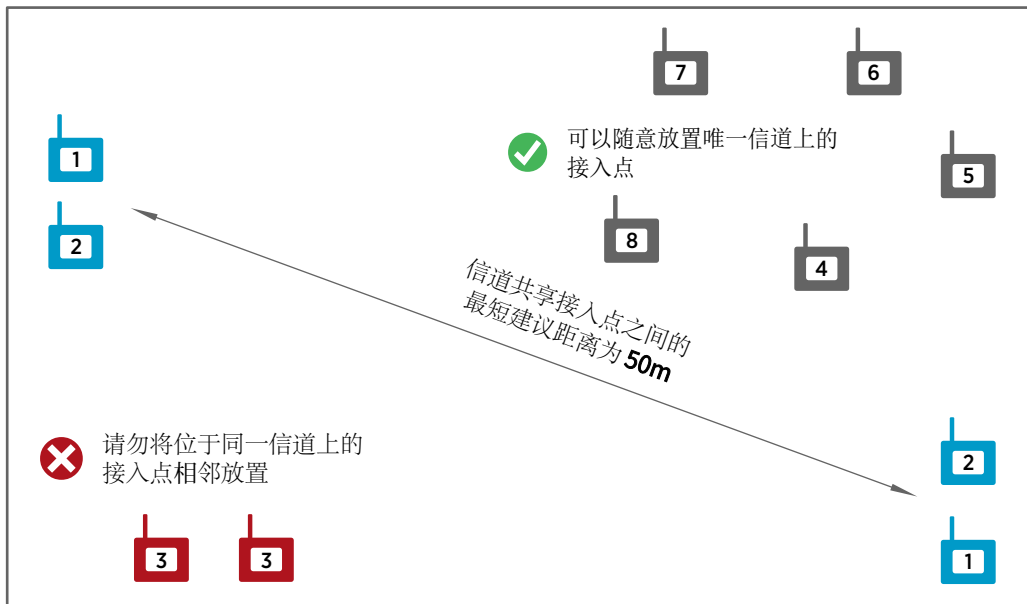 7
6
1
可以随意放置唯一信道上的
接入点
5
2
8
4
信道共享接入点之间的
最短建议距离为 50m
请勿将位于同一信道上的
接入点相邻放置
2
3
3
1